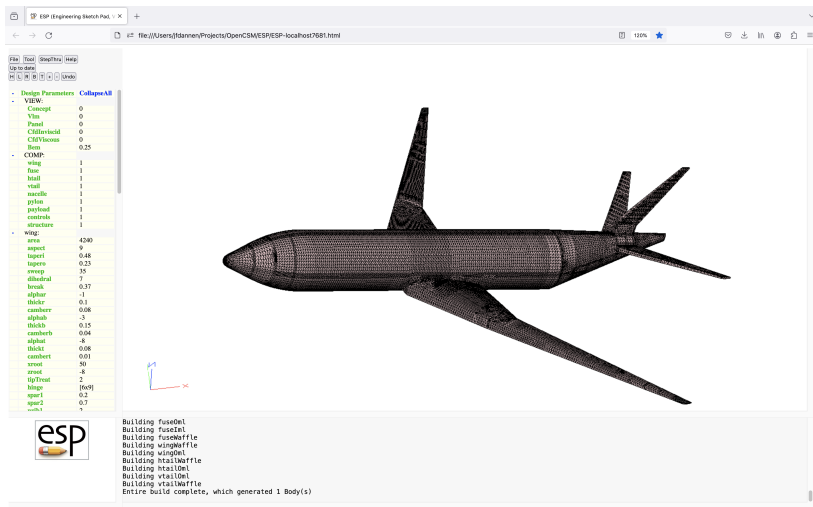 ESP (Engineering Sketch Pad, V
file:///Users/jfdannen/Projects/OpenCSM/ESP/ESP-localhost7681.html
120%
File Tool StepThru Help
Up to date
H L R B T + - Undo
- Design Parameters CollapseAll
- VIEW:
Concept 0
Vlm 0
Panel 0
CfdInviscid 0
CfdViscous 0
Bem 0.25
- COMP:
wing 1
fuse 1
htail 1
vtail 1
nacelle 1
pylon 1
payload 1
controls 1
structure 1
- wing:
area 4240
aspect 9
taperi 0.48
tapero 0.23
sweep 35
dihedral 7
break 0.37
alphar -1
thickr 0.1
camberr 0.08
alphab -3
thickb 0.15
camberb 0.04
alphat -8
thickt 0.08
cambert 0.01
xroot 50
zroot -8
tipTreat 2
hinge [6x9]
spar1 0.2
spar2 0.7
x
esp
Building fuseOml
Building fuseIml
Building fuseWaffle
Building wingWaffle
Building wingOml
Building htailWaffle
Building htailOml
Building vtailOml
Building vtailWaffle
Entire build complete, which generated 1 Body(s)